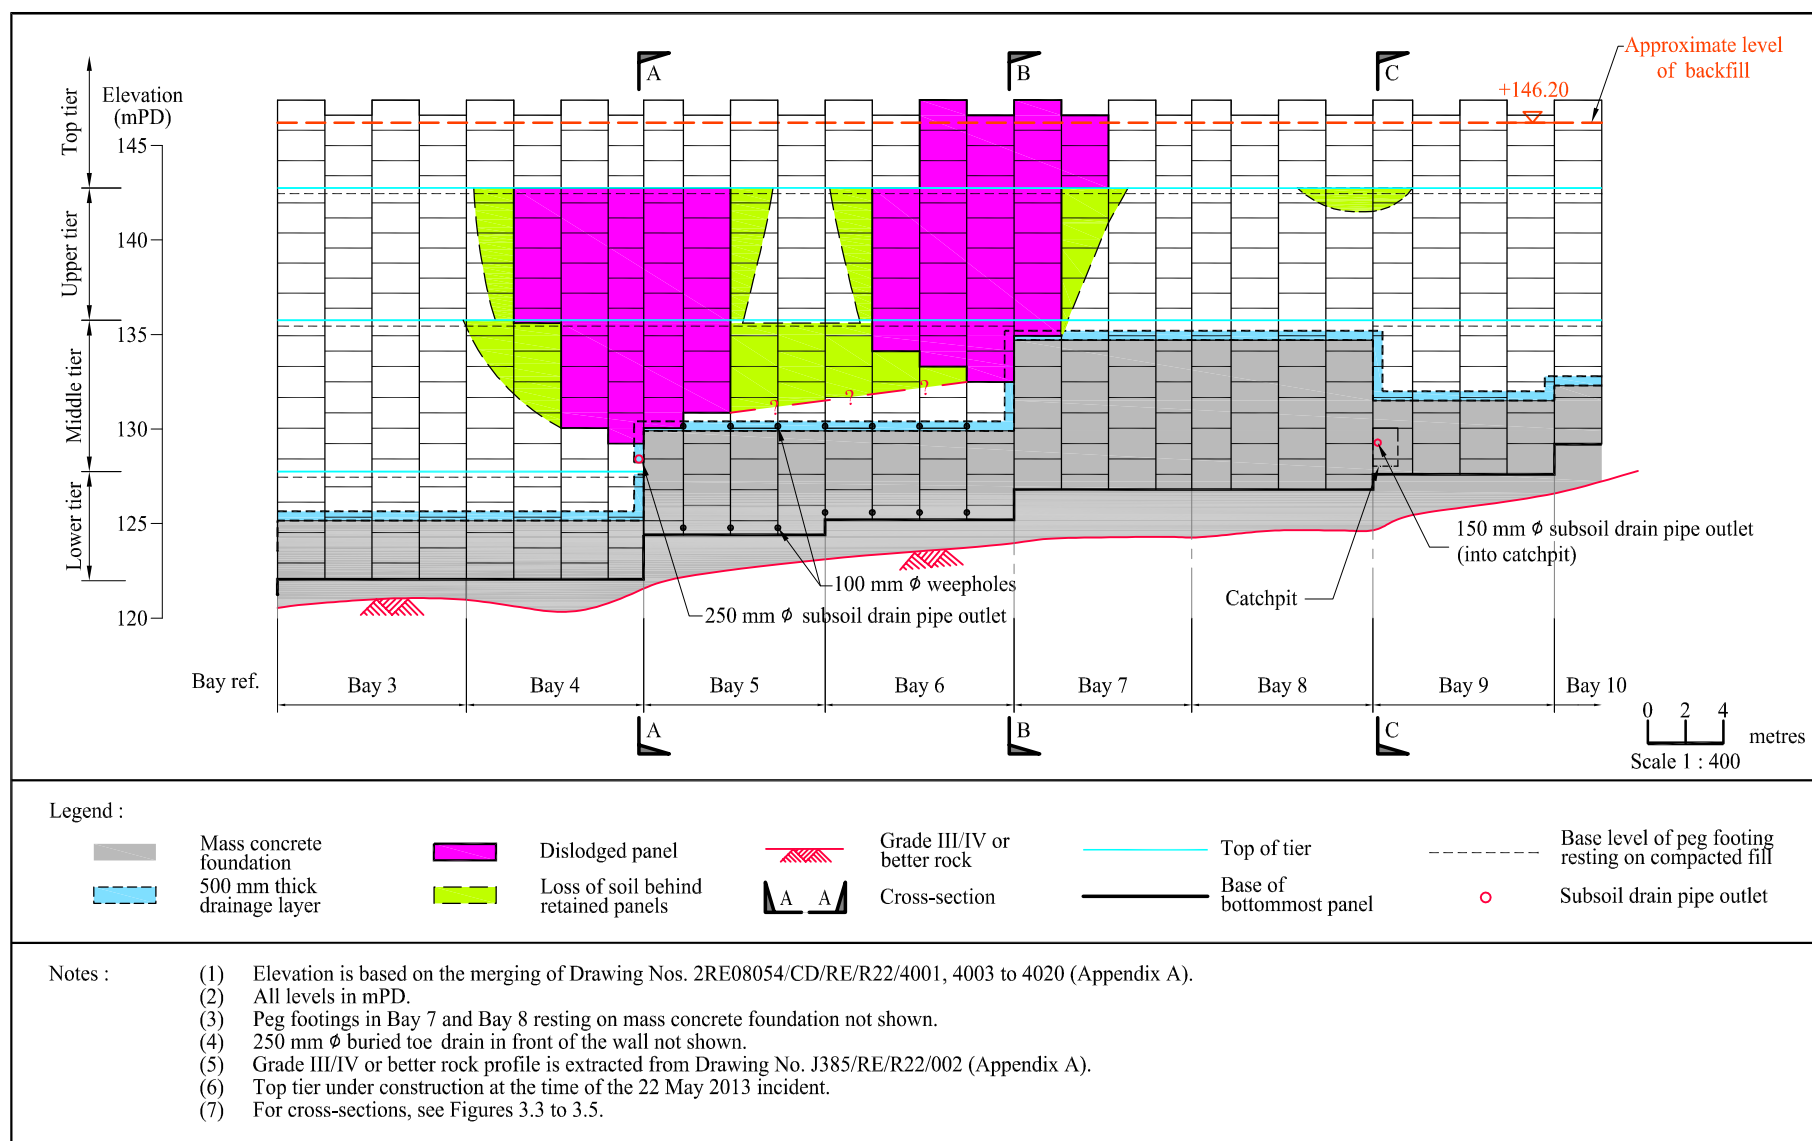 A
B
C
Approximate level
of backfill
+146.20
Elevation
(mPD)
Top tier
Upper tier
Middle tier
Lower tier
145
140
135
130
125
120
?
?
?
100 mm ϕ weepholes
250 mm ϕ subsoil drain pipe outlet
150 mm ϕ subsoil drain pipe outlet
(into catchpit)
Catchpit
Bay ref.
Bay 3
Bay 4
Bay 5
Bay 6
Bay 7
Bay 8
Bay 9
Bay 10
A
B
C
0 2 4
metres
Scale 1 : 400
Legend :
Mass concrete
foundation
500 mm thick
drainage layer
Dislodged panel
Loss of soil behind
retained panels
Grade III/IV or
better rock
A A
Cross-section
Top of tier
Base of
bottommost panel
Base level of peg footing
resting on compacted fill
Subsoil drain pipe outlet
Notes :
(1) Elevation is based on the merging of Drawing Nos. 2RE08054/CD/RE/R22/4001, 4003 to 4020 (Appendix A).
(2) All levels in mPD.
(3) Peg footings in Bay 7 and Bay 8 resting on mass concrete foundation not shown.
(4) 250 mm ϕ buried toe drain in front of the wall not shown.
(5) Grade III/IV or better rock profile is extracted from Drawing No. J385/RE/R22/002 (Appendix A).
(6) Top tier under construction at the time of the 22 May 2013 incident.
(7) For cross-sections, see Figures 3.3 to 3.5.